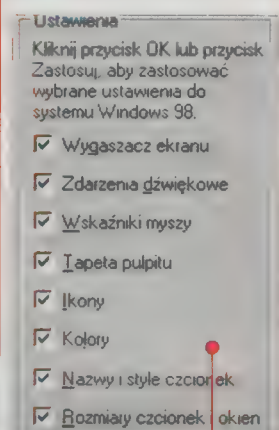 Ustawienia
Kliknij przycisk OK lub przycisk
Zastosuj, aby zastosować
wybrane ustawienia do
systemu Windows 98.
Wygaszacz ekranu
Zdarzenia dźwiękowe
Wskaźniki myszy
Tapeta pulpitu
Ikony
Kolory
Nazwy i style czcionek
Rozmiary czcionek i okien